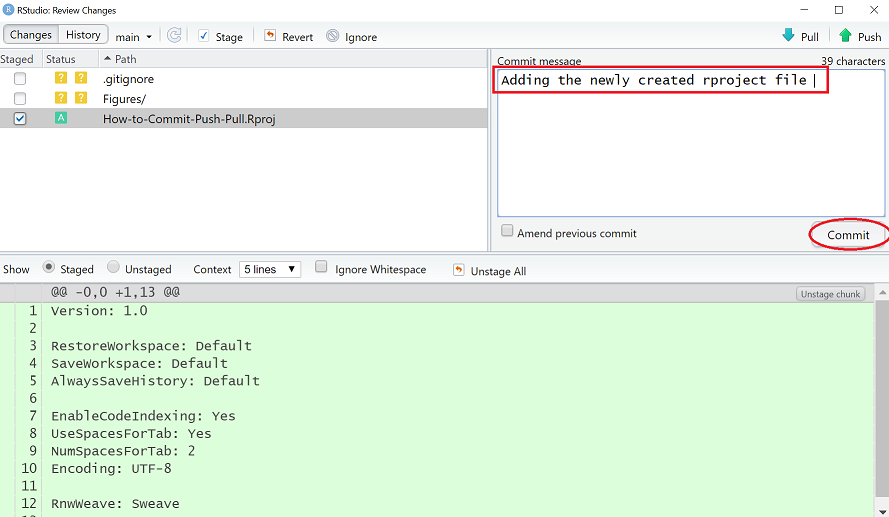 RStudio: Review Changes
Changes History main Stage Revert Ignore Pull Push
Staged Status Path
? ? .gitignore
? ? Figures/
A How-to-Commit-Push-Pull.Rproj
Commit message 39 characters
Adding the newly created rproject file
Amend previous commit Commit
Show Staged Unstaged Context 5 lines Ignore Whitespace Unstage All
@@ -0,0 +1,13 @@ Unstage chunk
1 Version: 1.0
2
3 RestoreWorkspace: Default
4 SaveWorkspace: Default
5 AlwaysSaveHistory: Default
6
7 EnableCodeIndexing: Yes
8 UseSpacesForTab: Yes
9 NumSpacesForTab: 2
10 Encoding: UTF-8
11
12 RnwWeave: Sweave